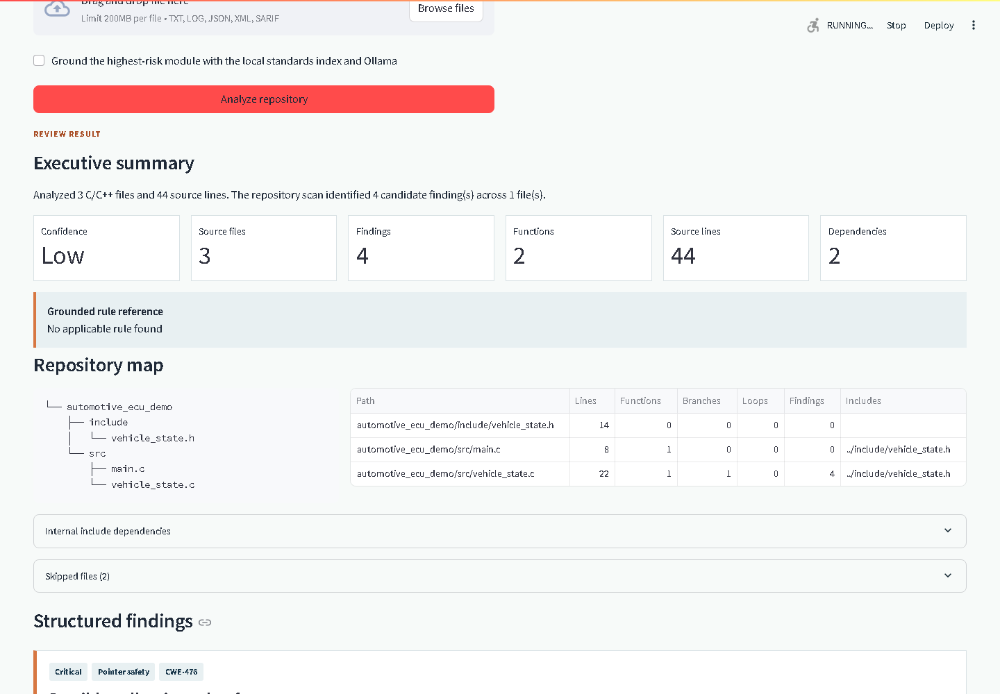 Drag and drop file here
Limit 200MB per file • TXT, LOG, JSON, XML, SARIF
Browse files
RUNNING...
Stop
Deploy
Ground the highest-risk module with the local standards index and Ollama
Analyze repository
REVIEW RESULT
Executive summary
Analyzed 3 C/C++ files and 44 source lines. The repository scan identified 4 candidate finding(s) across 1 file(s).
Confidence
Low
Source files
3
Findings
4
Functions
2
Source lines
44
Dependencies
2
Grounded rule reference
No applicable rule found
Repository map
└── automotive_ecu_demo
├── include
│   └── vehicle_state.h
└── src
├── main.c
└── vehicle_state.c
Path Lines Functions Branches Loops Findings Includes
automotive_ecu_demo/include/vehicle_state.h 14 0 0 0 0
automotive_ecu_demo/src/main.c 8 1 0 0 0 ../include/vehicle_state.h
automotive_ecu_demo/src/vehicle_state.c 22 1 1 0 4 ../include/vehicle_state.h
Internal include dependencies
Skipped files (2)
Structured findings
Critical
Pointer safety
CWE-476